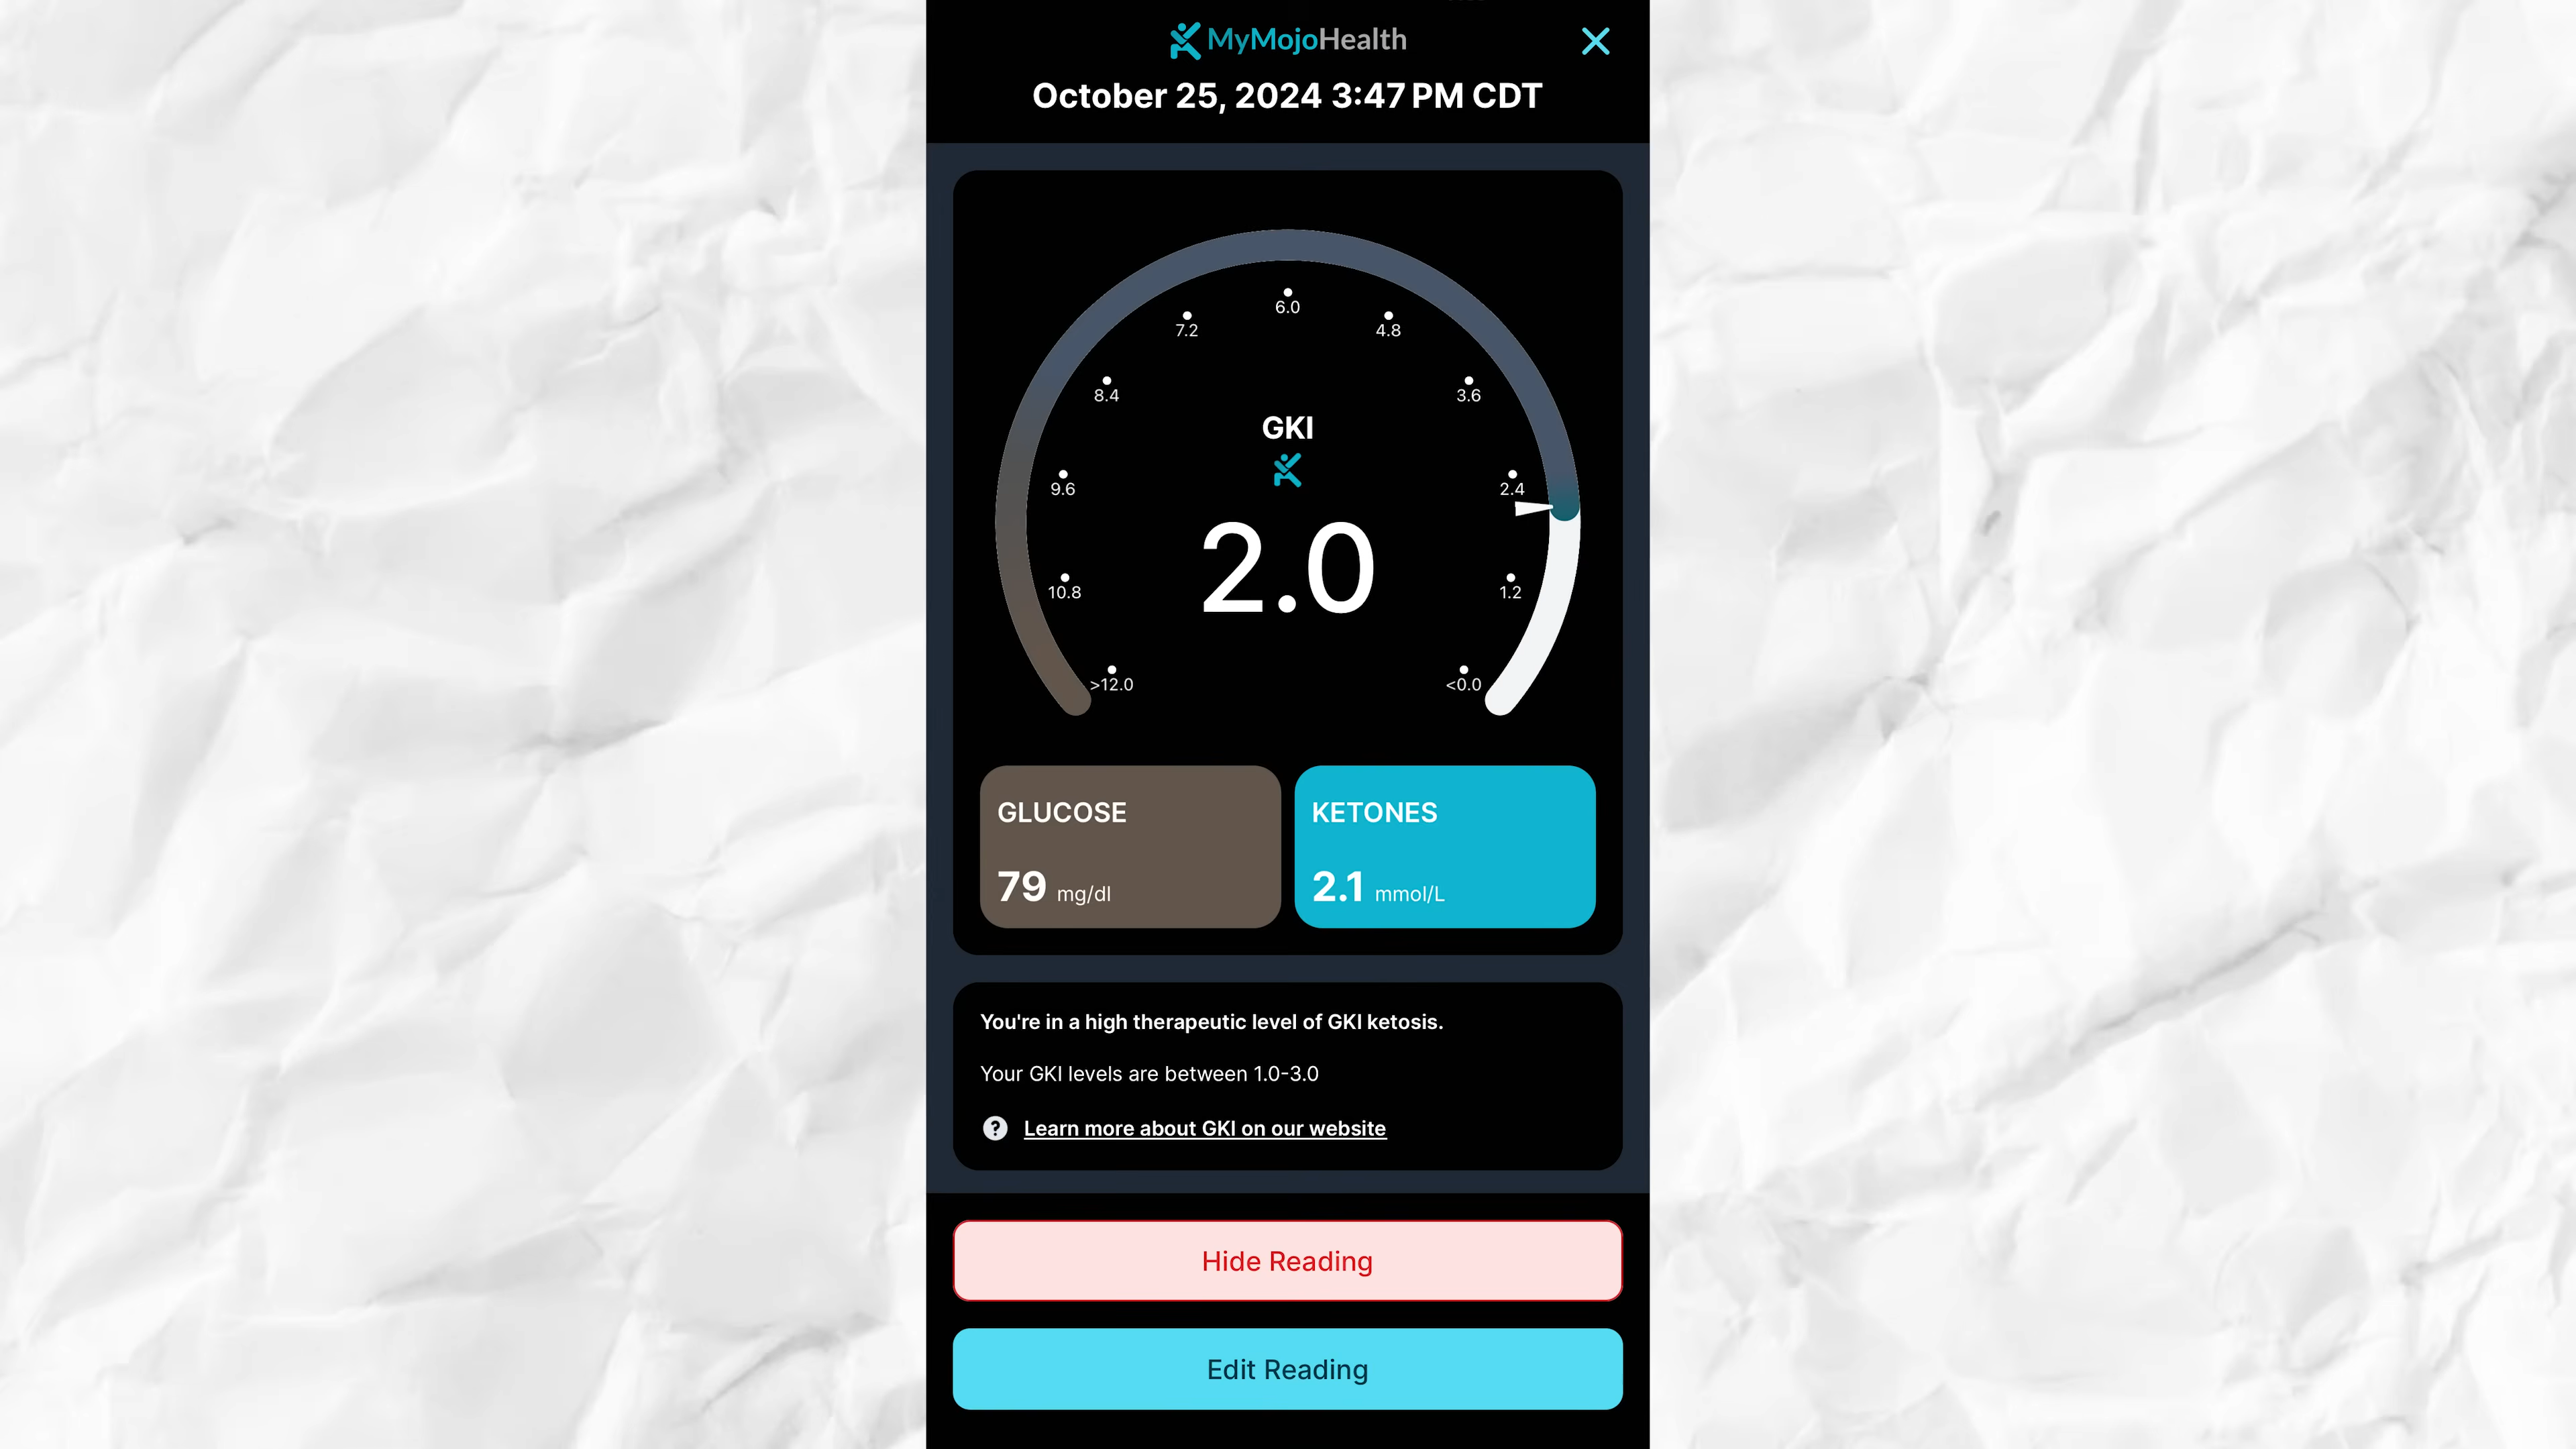 MyMojoHealth
October 25, 2024 3:47 PM CDT
6.0
7.2
4.8
8.4
3.6
GKI
9.6
2.4
2.0
10.8
1.2
>12.0
<0.0
GLUCOSE
79 mg/dl
KETONES
2.1 mmol/L
You're in a high therapeutic level of GKI ketosis.
Your GKI levels are between 1.0-3.0
? Learn more about GKI on our website
Hide Reading
Edit Reading